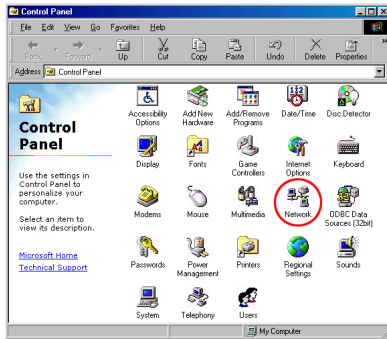 Control Panel
File Edit View Go Favorites Help
Back Forward Up Cut Copy Paste Undo Delete Properties »
Address Control Panel
Control
Panel
Use the settings in
Control Panel to
personalize your
computer.
Select an item to
view its description.
Microsoft Home
Technical Support
Accessibility
Options
Add New
Hardware
Add/Remove
Programs
Date/Time
Disc Detector
Display
Fonts
Game
Controllers
Internet
Options
Keyboard
Modems
Mouse
Multimedia
Network
ODBC Data
Sources (32bit)
Passwords
Power
Management
Printers
Regional
Settings
Sounds
System
Telephony
Users
My Computer